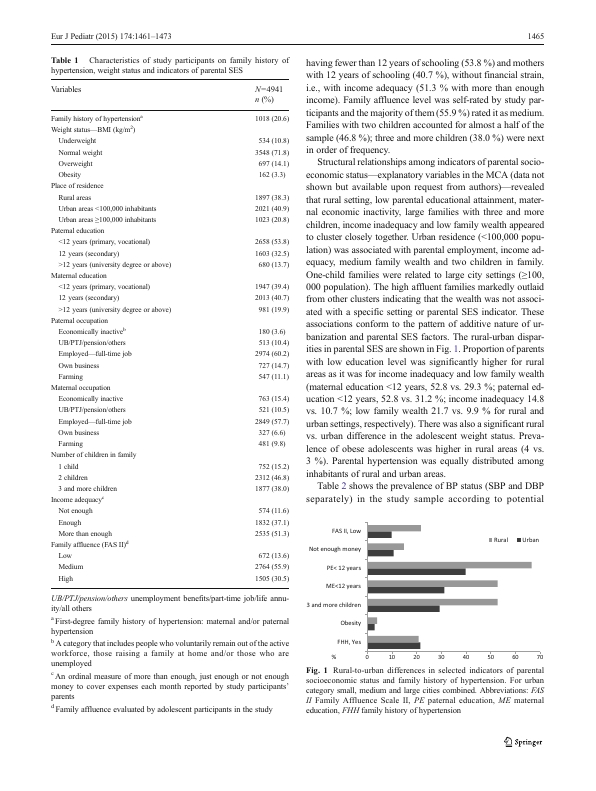 Eur J Pediatr (2015) 174:1461–1473
1465
Table 1 Characteristics of study participants on family history of
hypertension, weight status and indicators of parental SES
Variables
N=4941
n (%)
Family history of hypertensionᵃ 1018 (20.6)
Weight status—BMI (kg/m²)
Underweight 534 (10.8)
Normal weight 3548 (71.8)
Overweight 697 (14.1)
Obesity 162 (3.3)
Place of residence
Rural areas 1897 (38.3)
Urban areas <100,000 inhabitants 2021 (40.9)
Urban areas ≥100,000 inhabitants 1023 (20.8)
Paternal education
<12 years (primary, vocational) 2658 (53.8)
12 years (secondary) 1603 (32.5)
>12 years (university degree or above) 680 (13.7)
Maternal education
<12 years (primary, vocational) 1947 (39.4)
12 years (secondary) 2013 (40.7)
>12 years (university degree or above) 981 (19.9)
Paternal occupation
Economically inactiveᵇ 180 (3.6)
UB/PTJ/pension/others 513 (10.4)
Employed—full-time job 2974 (60.2)
Own business 727 (14.7)
Farming 547 (11.1)
Maternal occupation
Economically inactive 763 (15.4)
UB/PTJ/pension/others 521 (10.5)
Employed—full-time job 2849 (57.7)
Own business 327 (6.6)
Farming 481 (9.8)
Number of children in family
1 child 752 (15.2)
2 children 2312 (46.8)
3 and more children 1877 (38.0)
Income adequacyᶜ
Not enough 574 (11.6)
Enough 1832 (37.1)
More than enough 2535 (51.3)
Family affluence (FAS II)ᵈ
Low 672 (13.6)
Medium 2764 (55.9)
High 1505 (30.5)
UB/PTJ/pension/others unemployment benefits/part-time job/life annu-
ity/all others
ᵃ First-degree family history of hypertension: maternal and/or paternal
hypertension
ᵇ A category that includes people who voluntarily remain out of the active
workforce, those raising a family at home and/or those who are
unemployed
ᶜ An ordinal measure of more than enough, just enough or not enough
money to cover expenses each month reported by study participants'
parents
ᵈ Family affluence evaluated by adolescent participants in the study
having fewer than 12 years of schooling (53.8 %) and mothers
with 12 years of schooling (40.7 %), without financial strain,
i.e., with income adequacy (51.3 % with more than enough
income). Family affluence level was self-rated by study par-
ticipants and the majority of them (55.9 %) rated it as medium.
Families with two children accounted for almost a half of the
sample (46.8 %); three and more children (38.0 %) were next
in order of frequency.
Structural relationships among indicators of parental socio-
economic status—explanatory variables in the MCA (data not
shown but available upon request from authors)—revealed
that rural setting, low parental educational attainment, mater-
nal economic inactivity, large families with three and more
children, income inadequacy and low family wealth appeared
to cluster closely together. Urban residence (<100,000 popu-
lation) was associated with parental employment, income ad-
equacy, medium family wealth and two children in family.
One-child families were related to large city settings (≥100,
000 population). The high affluent families markedly outlaid
from other clusters indicating that the wealth was not associ-
ated with a specific setting or parental SES indicator. These
associations conform to the pattern of additive nature of ur-
banization and parental SES factors. The rural-urban dispar-
ities in parental SES are shown in Fig. 1. Proportion of parents
with low education level was significantly higher for rural
areas as it was for income inadequacy and low family wealth
(maternal education <12 years, 52.8 vs. 29.3 %; paternal ed-
ucation <12 years, 52.8 vs. 31.2 %; income inadequacy 14.8
vs. 10.7 %; low family wealth 21.7 vs. 9.9 % for rural and
urban settings, respectively). There was also a significant rural
vs. urban difference in the adolescent weight status. Preva-
lence of obese adolescents was higher in rural areas (4 vs.
3 %). Parental hypertension was equally distributed among
inhabitants of rural and urban areas.
Table 2 shows the prevalence of BP status (SBP and DBP
separately) in the study sample according to potential
FAS II, Low
Rural Urban
Not enough money
PE< 12 years
ME<12 years
3 and more children
Obesity
FHH, Yes
% 0 10 20 30 40 50 60 70
Fig. 1 Rural-to-urban differences in selected indicators of parental
socioeconomic status and family history of hypertension. For urban
category small, medium and large cities combined. Abbreviations: FAS
II Family Affluence Scale II, PE paternal education, ME maternal
education, FHH family history of hypertension
Springer